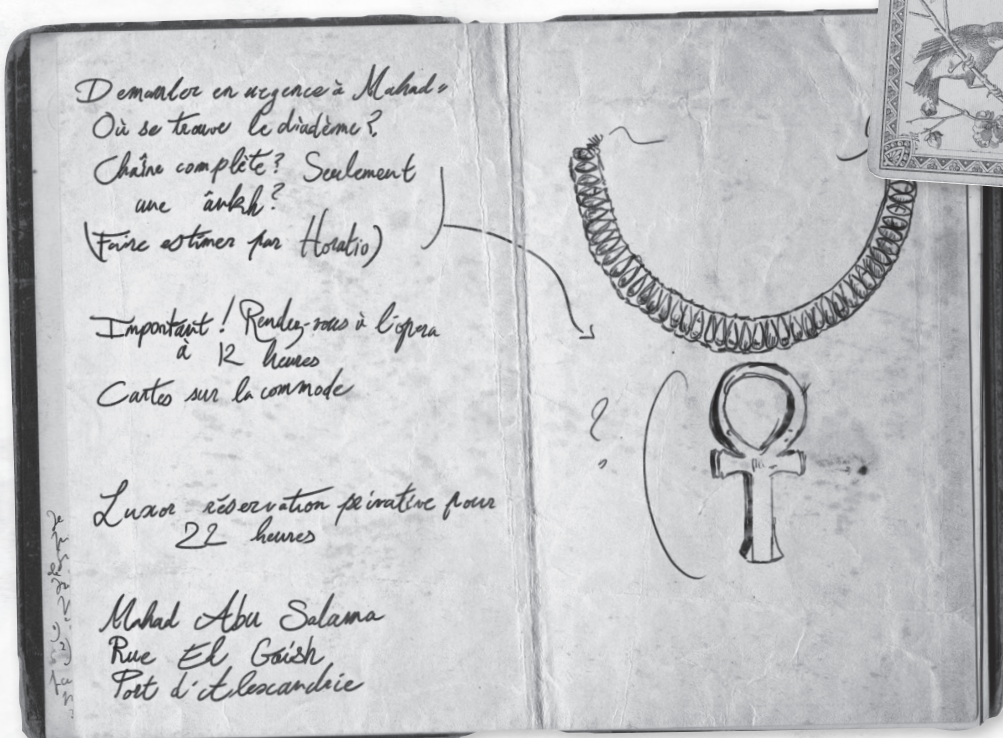 Demander en urgence à Mahad :
Où se trouve le diadème ?
Chaîne complète ? Seulement
une ânkh ?
(Faire estimer par Horatio)
Important ! Rendez-vous à l'opéra
à 12 heures
Cartes sur la commode
Luxor réservation privative pour
22 heures
Mahad Abu Salama
Rue El Gaish
Port d'Alexandrie
?